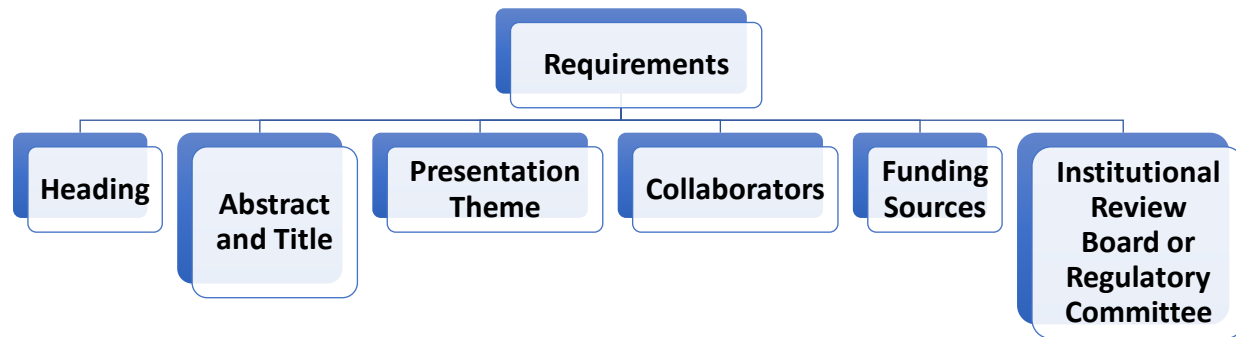 Requirements
Heading
Abstract
and Title
Presentation
Theme
Collaborators
Funding
Sources
Institutional
Review
Board or
Regulatory
Committee